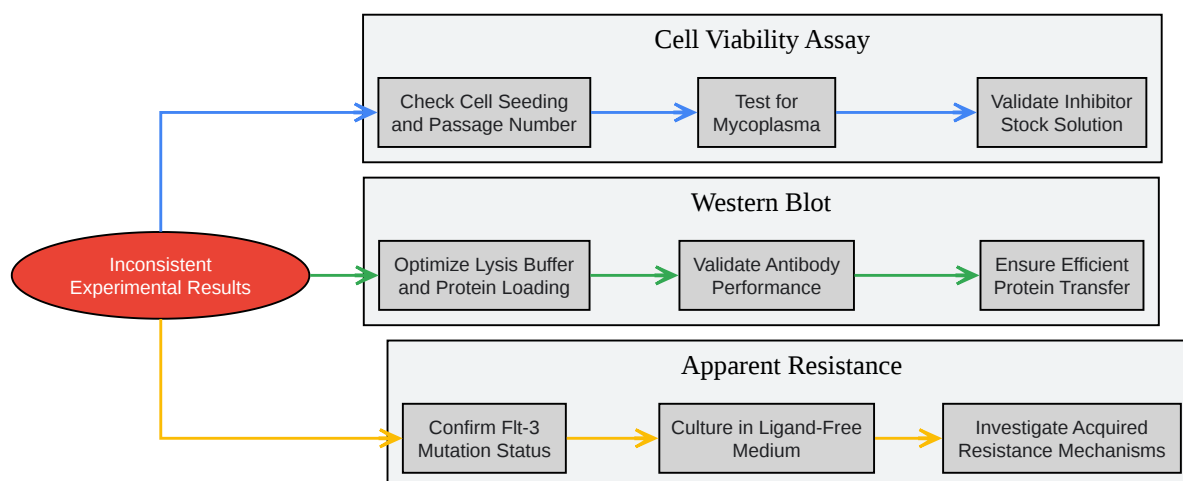 Cell Viability Assay
Check Cell Seeding
and Passage Number
Test for
Mycoplasma
Validate Inhibitor
Stock Solution
Western Blot
Inconsistent
Experimental Results
Optimize Lysis Buffer
and Protein Loading
Validate Antibody
Performance
Ensure Efficient
Protein Transfer
Apparent Resistance
Confirm Flt-3
Mutation Status
Culture in Ligand-Free
Medium
Investigate Acquired
Resistance Mechanisms